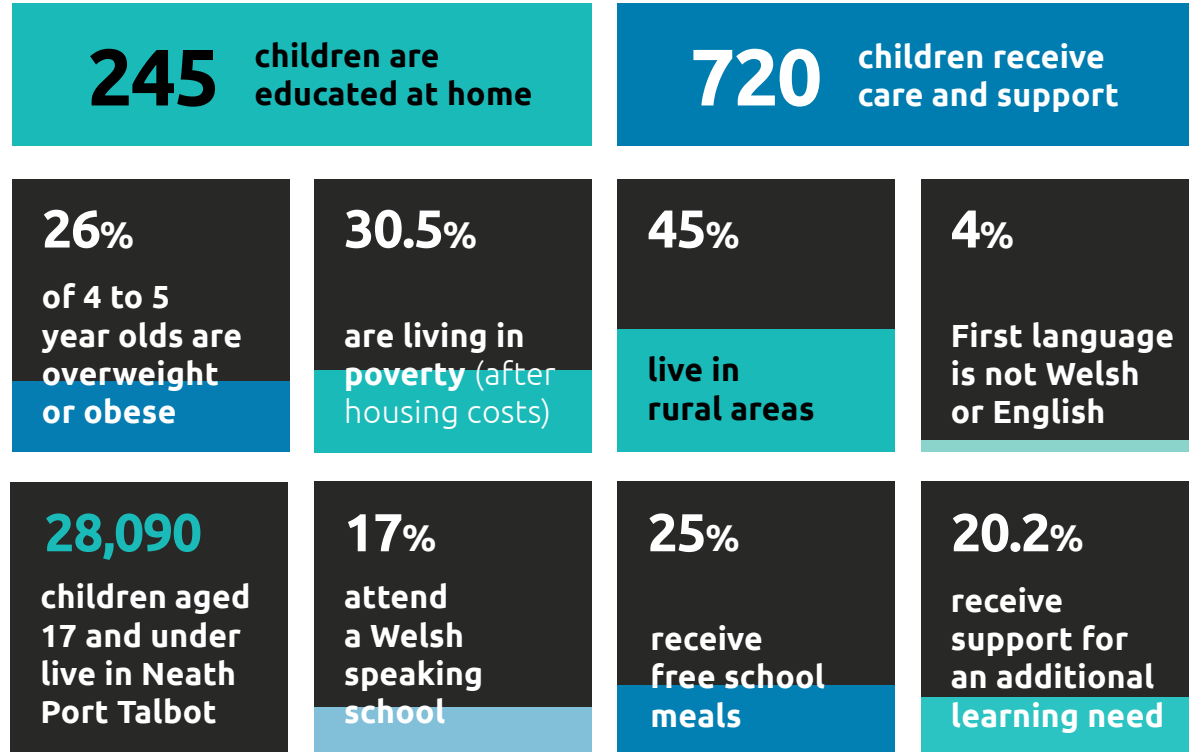 245
children are
educated at home
720
children receive
care and support
26%
of 4 to 5
year olds are
overweight
or obese
30.5%
are living in
poverty (after
housing costs)
45%
live in
rural areas
4%
First language
is not Welsh
or English
28,090
children aged
17 and under
live in Neath
Port Talbot
17%
attend
a Welsh
speaking
school
25%
receive
free school
meals
20.2%
receive
support for
an additional
learning need